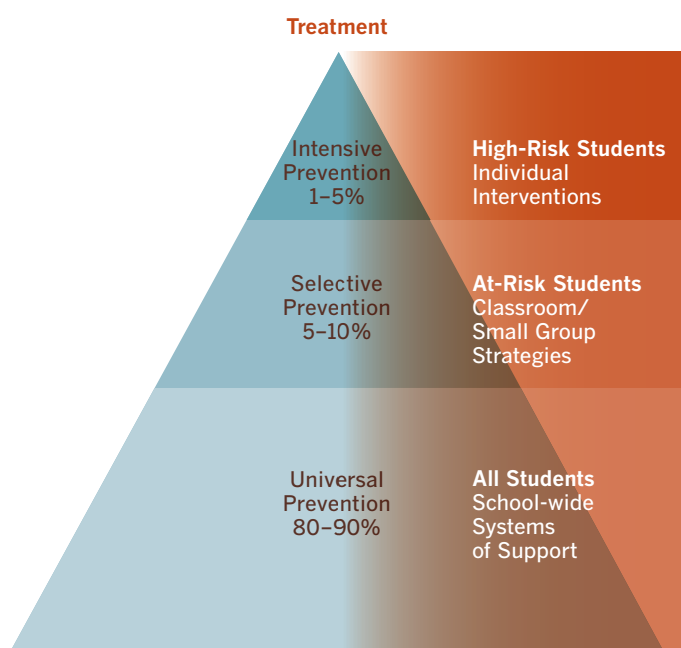 Treatment
Intensive
Prevention
1–5%
High-Risk Students
Individual
Interventions
Selective
Prevention
5–10%
At-Risk Students
Classroom/
Small Group
Strategies
Universal
Prevention
80–90%
All Students
School-wide
Systems
of Support